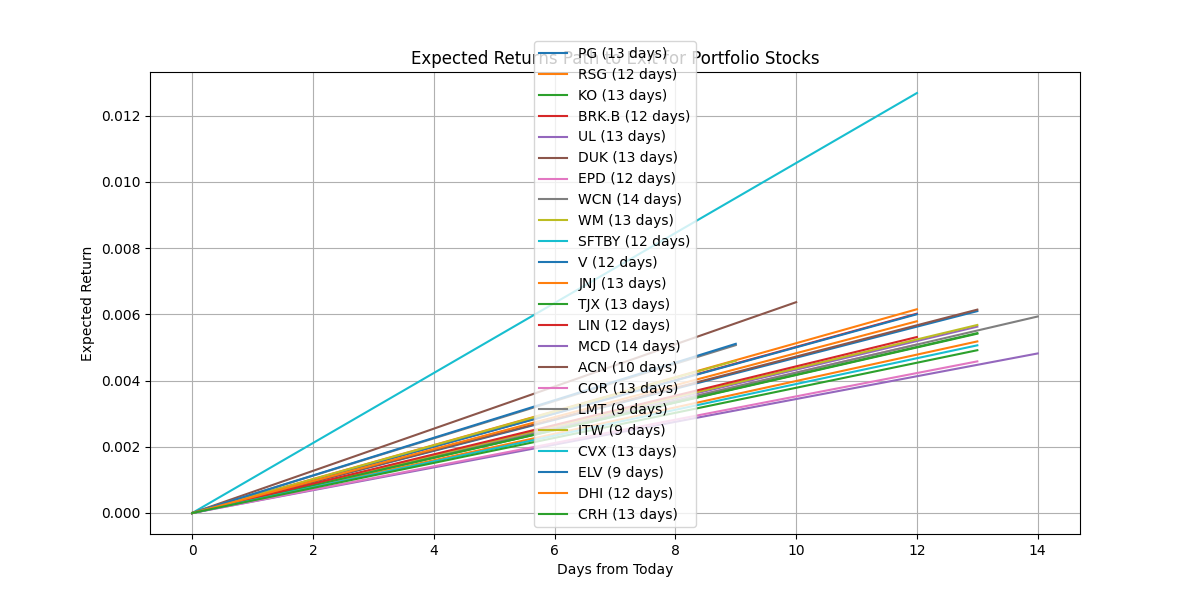 Expected Returns Path to Exit for Portfolio Stocks
PG (13 days)
RSG (12 days)
KO (13 days)
BRK.B (12 days)
UL (13 days)
DUK (13 days)
EPD (12 days)
WCN (14 days)
WM (13 days)
SFTBY (12 days)
V (12 days)
JNJ (13 days)
TJX (13 days)
LIN (12 days)
MCD (14 days)
ACN (10 days)
COR (13 days)
LMT (9 days)
ITW (9 days)
CVX (13 days)
ELV (9 days)
DHI (12 days)
CRH (13 days)
Expected Return
0.012
0.010
0.008
0.006
0.004
0.002
0.000
0 2 4 6 8 10 12 14
Days from Today